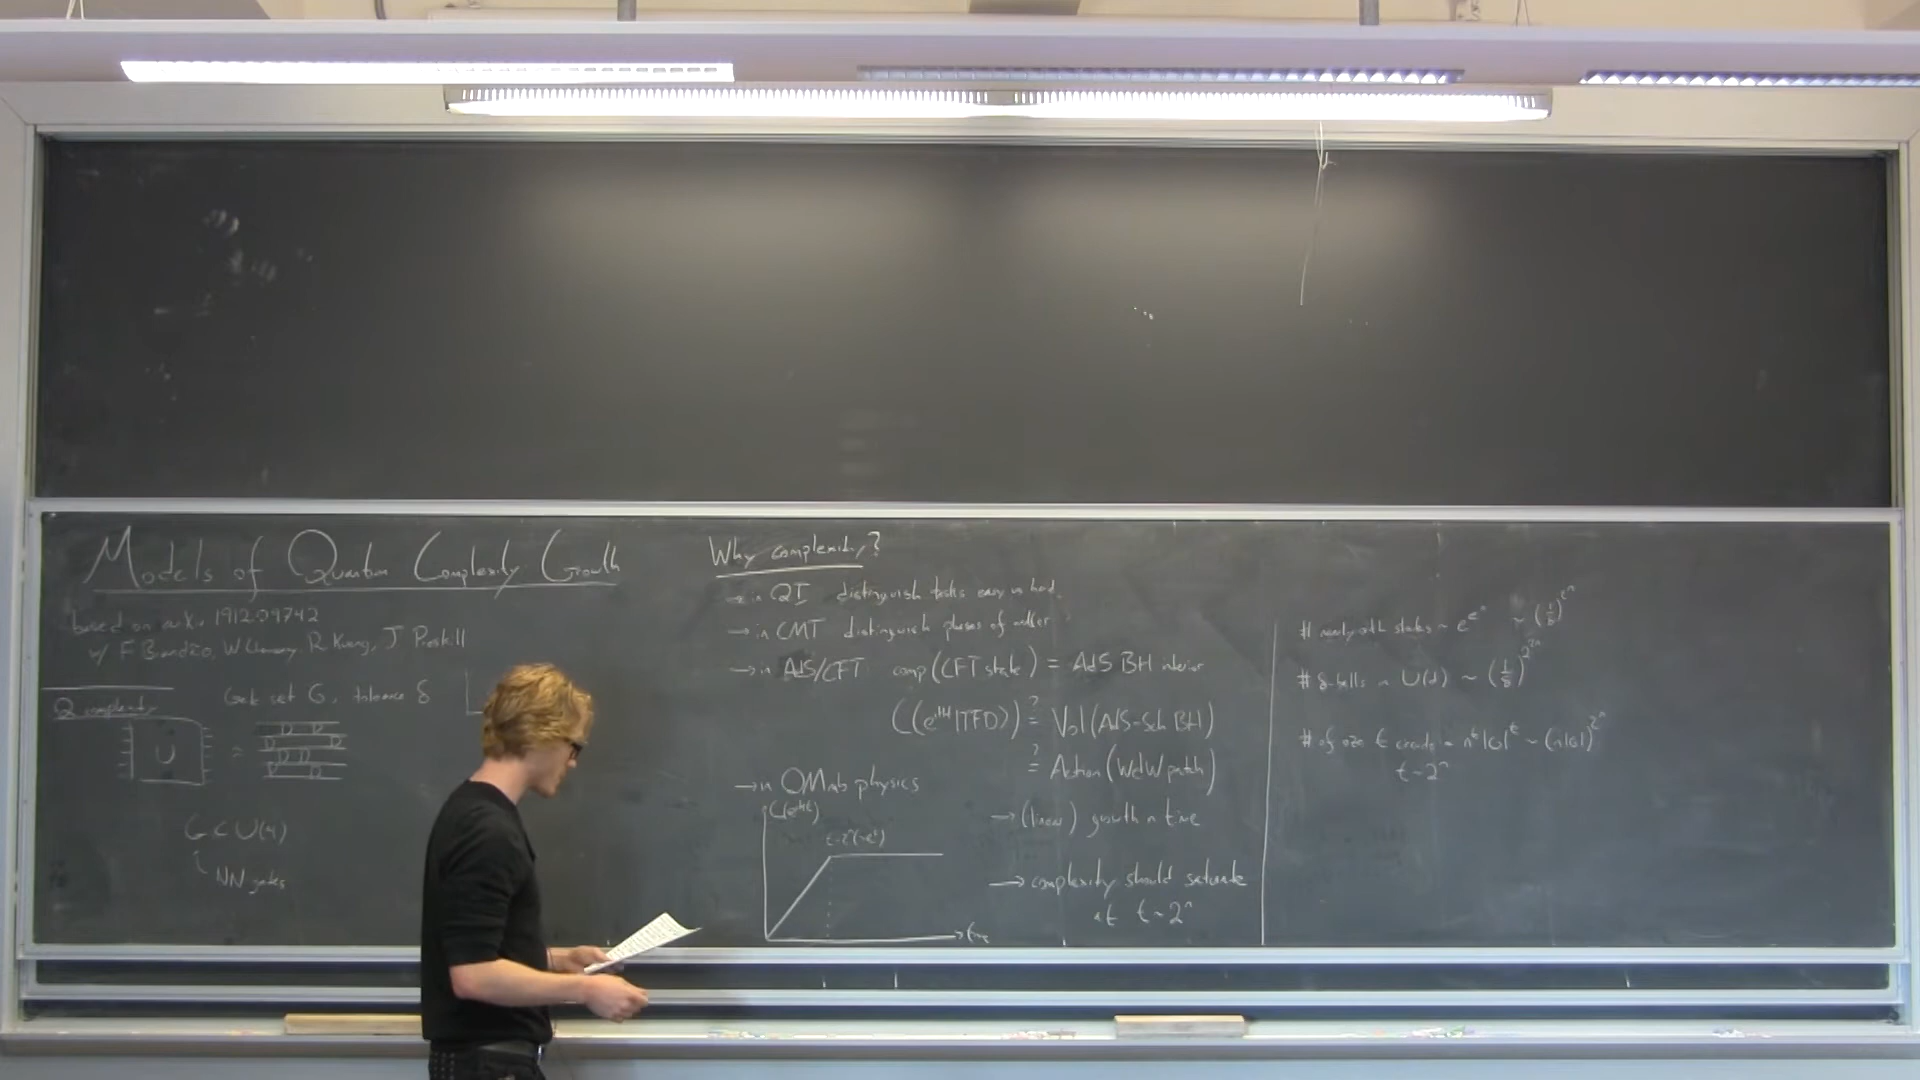 Models of Quantum Complexity Growth
based on arXiv 1912.04742
w/ F Brandão, W Chemissany, R Kueng, J Preskill
Q complexity
Gate set G, tolerance δ
U =
G ⊂ U(4)
NN gates
Why complexity?
→ in QI distinguish tasks easy vs hard
→ in CMT distinguish phases of matter
→ in AdS/CFT comp(CFT state) = AdS BH interior
C(e^{iHt}|TFD⟩) ?= Vol(AdS-Sch BH)
?= Action(WdW patch)
→ in QMab physics
C(e^{-iHt})
t~2^n(~e^s)
time
→ (linear) growth in time
→ complexity should saturate
at t~2^n
# nearly orth states ~ e^{e^n} ~ (1/δ)^{2^n}
# δ-balls in U(d) ~ (1/δ)^{2^{2n}}
# of size t circuits ~ n^t|G|^t ~ (n|G|)^{2^n}
t~2^n